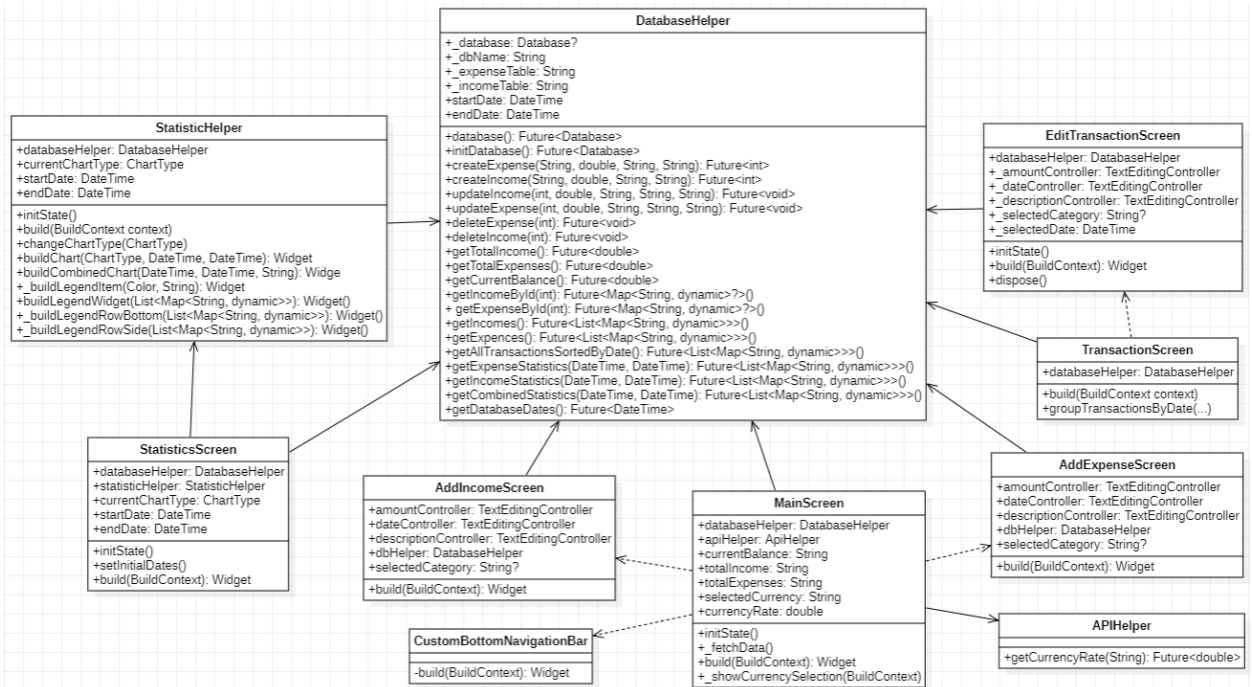 DatabaseHelper
+_database: Database?
+_dbName: String
+_expenseTable: String
+_incomeTable: String
+startDate: DateTime
+endDate: DateTime
+database(): Future<Database>
+initDatabase(): Future<Database>
+createExpense(String, double, String, String): Future<int>
+createIncome(String, double, String, String): Future<int>
+updateIncome(int, double, String, String, String): Future<void>
+updateExpense(int, double, String, String, String): Future<void>
+deleteExpense(int): Future<void>
+deleteIncome(int): Future<void>
+getTotalIncome(): Future<double>
+getTotalExpenses(): Future<double>
+getCurrentBalance(): Future<double>
+getIncomeById(int): Future<Map<String, dynamic>?>()
+ getExpenseById(int): Future<Map<String, dynamic>?>()
+getIncomes(): Future<List<Map<String, dynamic>>>()
+getExpences(): Future<List<Map<String, dynamic>>>()
+getAllTransactionsSortedByDate(): Future<List<Map<String, dynamic>>>()
+getExpenseStatistics(DateTime, DateTime): Future<List<Map<String, dynamic>>>()
+getIncomeStatistics(DateTime, DateTime): Future<List<Map<String, dynamic>>>()
+getCombinedStatistics(DateTime, DateTime): Future<List<Map<String, dynamic>>>()
+getDatabaseDates(): Future<DateTime>
StatisticHelper
+databaseHelper: DatabaseHelper
+currentChartType: ChartType
+startDate: DateTime
+endDate: DateTime
+initState()
+build(BuildContext context)
+changeChartType(ChartType)
+buildChart(ChartType, DateTime, DateTime): Widget
+buildCombinedChart(DateTime, DateTime, String): Widge
+_buildLegendItem(Color, String): Widget
+buildLegendWidget(List<Map<String, dynamic>>): Widget()
+_buildLegendRowBottom(List<Map<String, dynamic>>): Widget()
+_buildLegendRowSide(List<Map<String, dynamic>>): Widget()
EditTransactionScreen
+databaseHelper: DatabaseHelper
+_amountController: TextEditingController
+_dateController: TextEditingController
+_descriptionController: TextEditingController
+_selectedCategory: String?
+_selectedDate: DateTime
+initState()
+build(BuildContext): Widget
+dispose()
TransactionScreen
+databaseHelper: DatabaseHelper
+build(BuildContext context)
+groupTransactionsByDate(...)
StatisticsScreen
+databaseHelper: DatabaseHelper
+statisticHelper: StatisticHelper
+currentChartType: ChartType
+startDate: DateTime
+endDate: DateTime
+initState()
+setInitialDates()
+build(BuildContext): Widget
AddIncomeScreen
+amountController: TextEditingController
+dateController: TextEditingController
+descriptionController: TextEditingController
+dbHelper: DatabaseHelper
+selectedCategory: String?
+build(BuildContext): Widget
MainScreen
+databaseHelper: DatabaseHelper
+apiHelper: ApiHelper
+currentBalance: String
+totalIncome: String
+totalExpenses: String
+selectedCurrency: String
+currencyRate: double
+initState()
+_fetchData()
+build(BuildContext): Widget
+_showCurrencySelection(BuildContext)
AddExpenseScreen
+amountController: TextEditingController
+dateController: TextEditingController
+descriptionController: TextEditingController
+dbHelper: DatabaseHelper
+selectedCategory: String?
+build(BuildContext): Widget
CustomBottomNavigationBar
-build(BuildContext): Widget
APIHelper
+getCurrencyRate(String): Future<double>